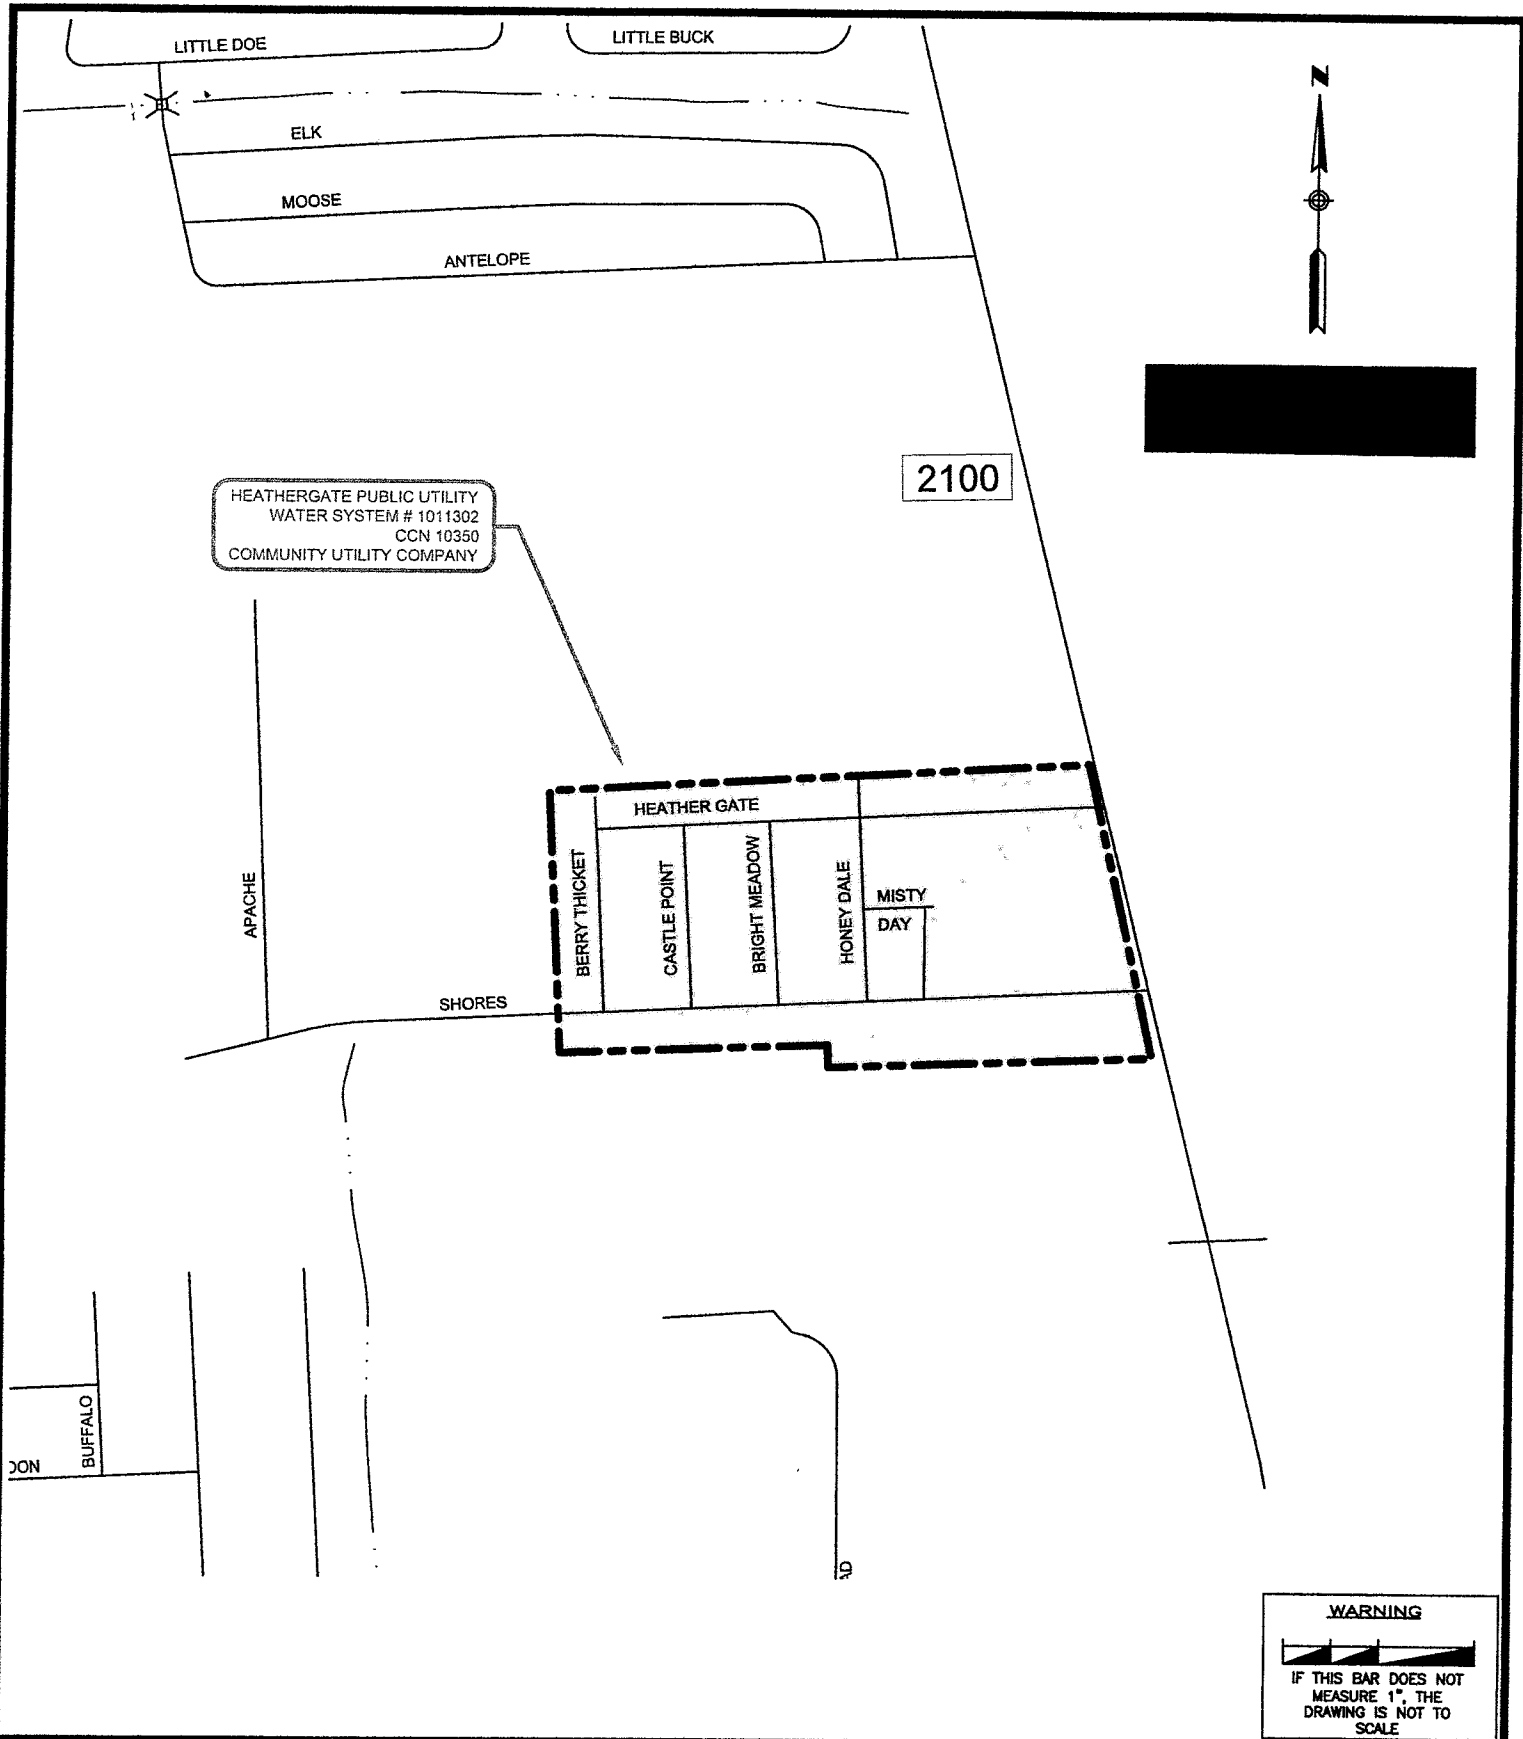 LITTLE DOE
LITTLE BUCK
N
ELK
MOOSE
ANTELOPE
2100
HEATHERGATE PUBLIC UTILITY
WATER SYSTEM # 1011302
CCN 10350
COMMUNITY UTILITY COMPANY
HEATHER GATE
BERRY THICKET
CASTLE POINT
BRIGHT MEADOW
HONEY DALE
MISTY
DAY
APACHE
SHORES
BUFFALO
OON
AD
WARNING
IF THIS BAR DOES NOT
MEASURE 1", THE
DRAWING IS NOT TO
SCALE